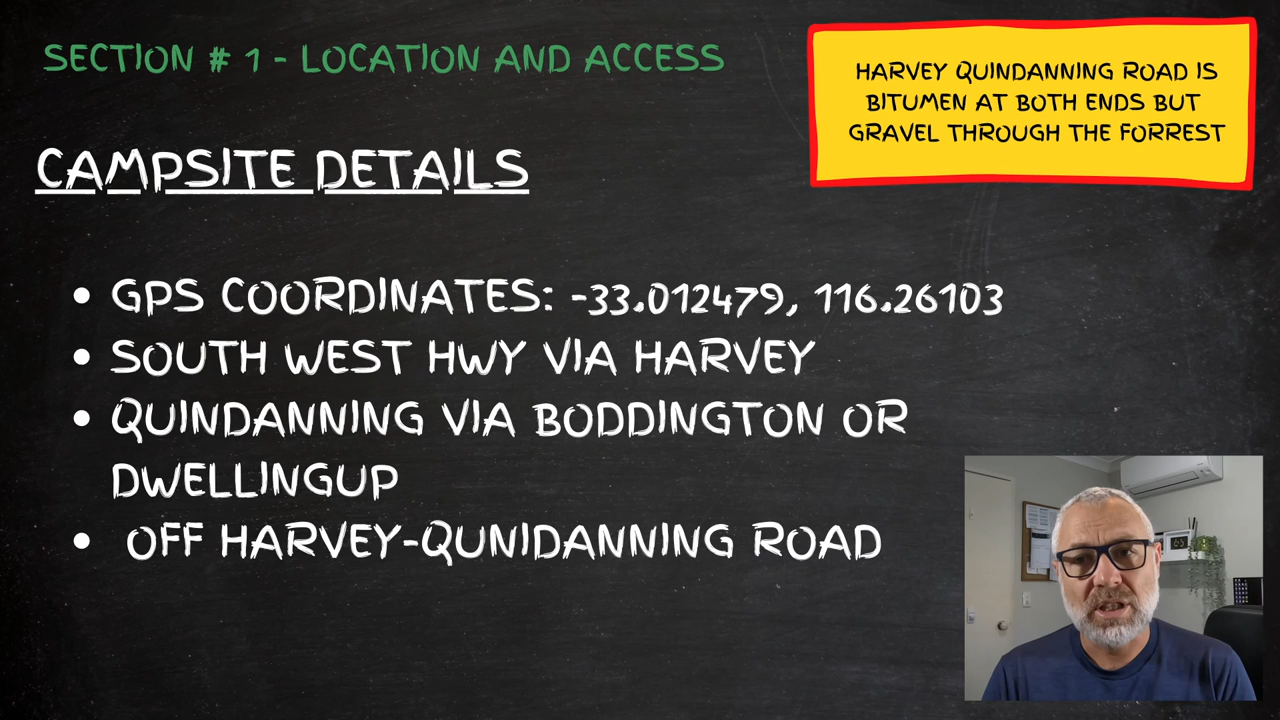 SECTION # 1 - LOCATION AND ACCESS
HARVEY QUINDANNING ROAD IS
BITUMEN AT BOTH ENDS BUT
GRAVEL THROUGH THE FORREST
CAMPSITE DETAILS
• GPS COORDINATES: -33.012479, 116.26103
• SOUTH WEST HWY VIA HARVEY
• QUINDANNING VIA BODDINGTON OR
DWELLINGUP
• OFF HARVEY-QUNIDANNING ROAD